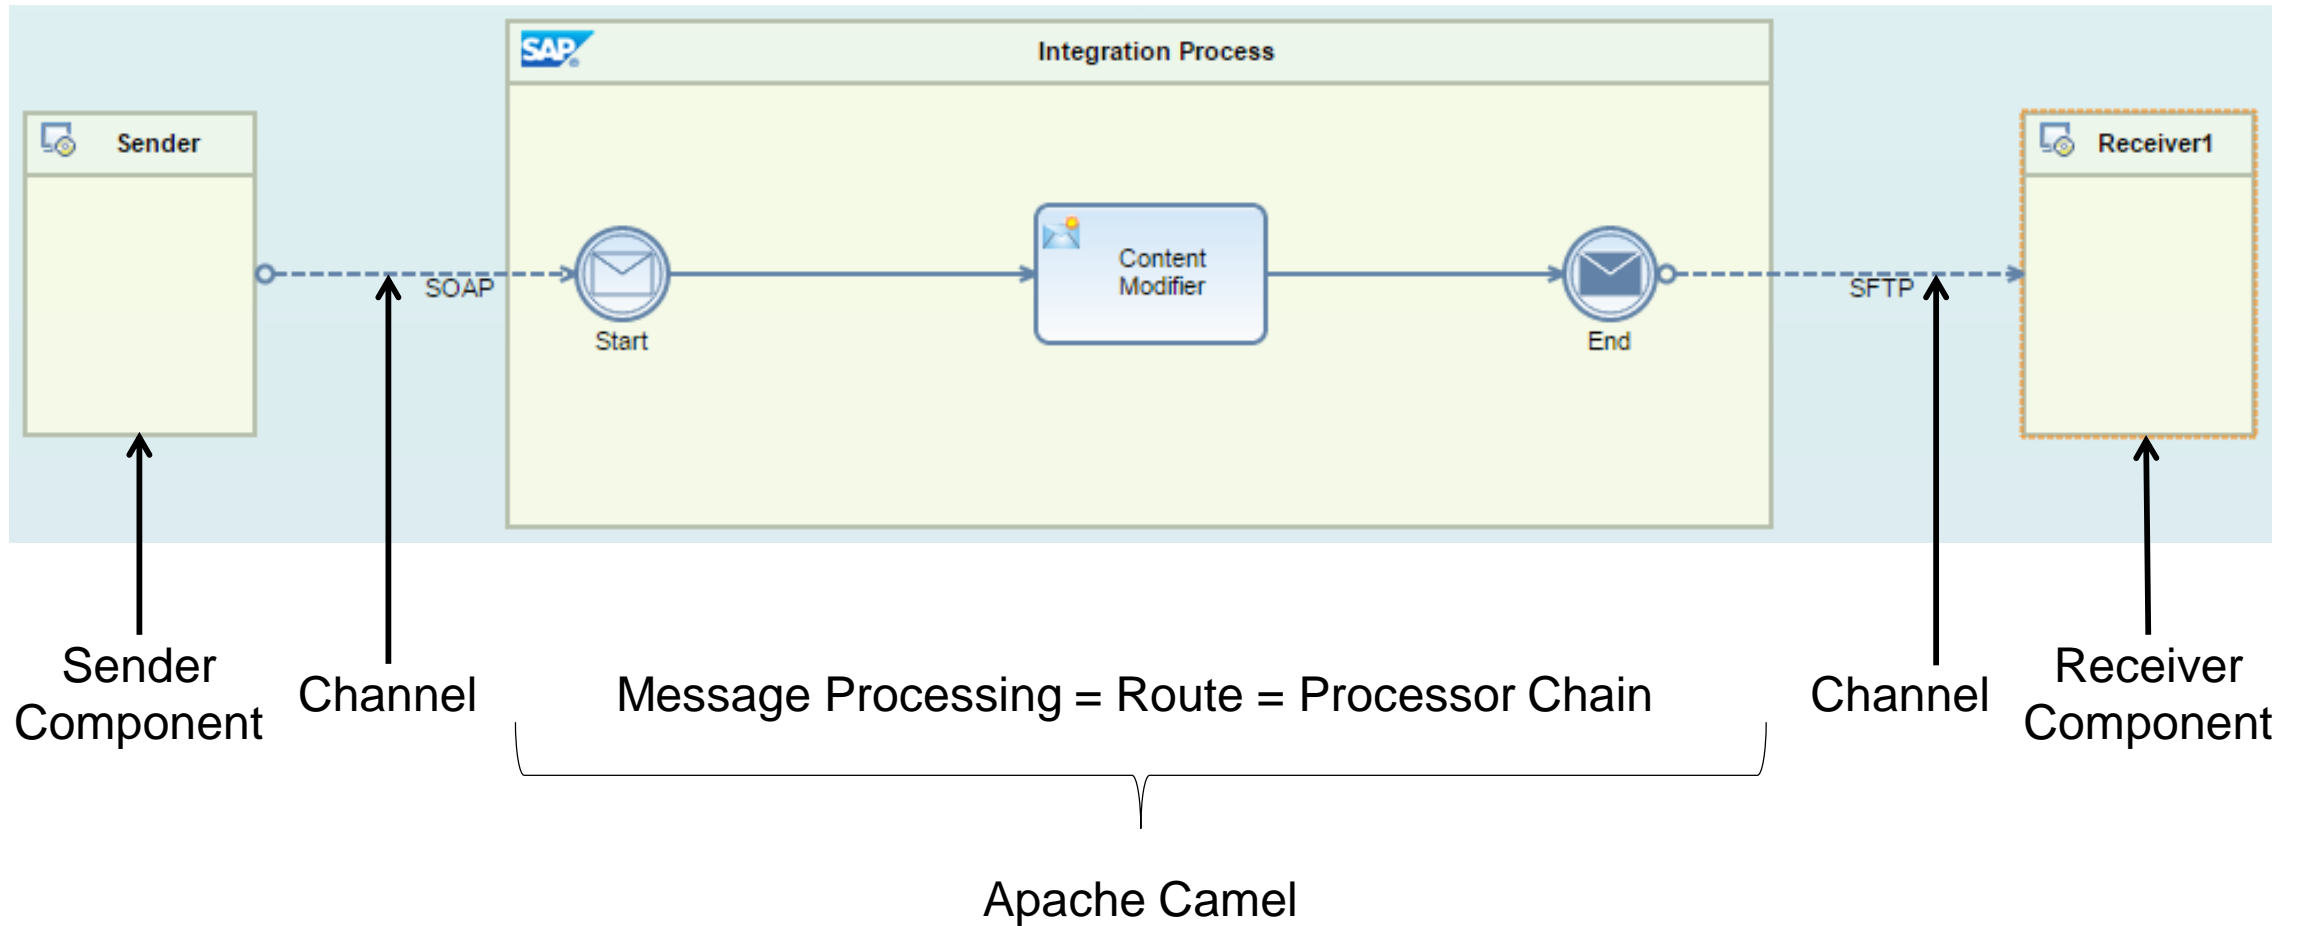 SAP
Integration Process
Sender
Receiver1
SOAP
Start
Content
Modifier
End
SFTP
Sender
Component
Channel
Message Processing = Route = Processor Chain
Channel
Receiver
Component
Apache Camel